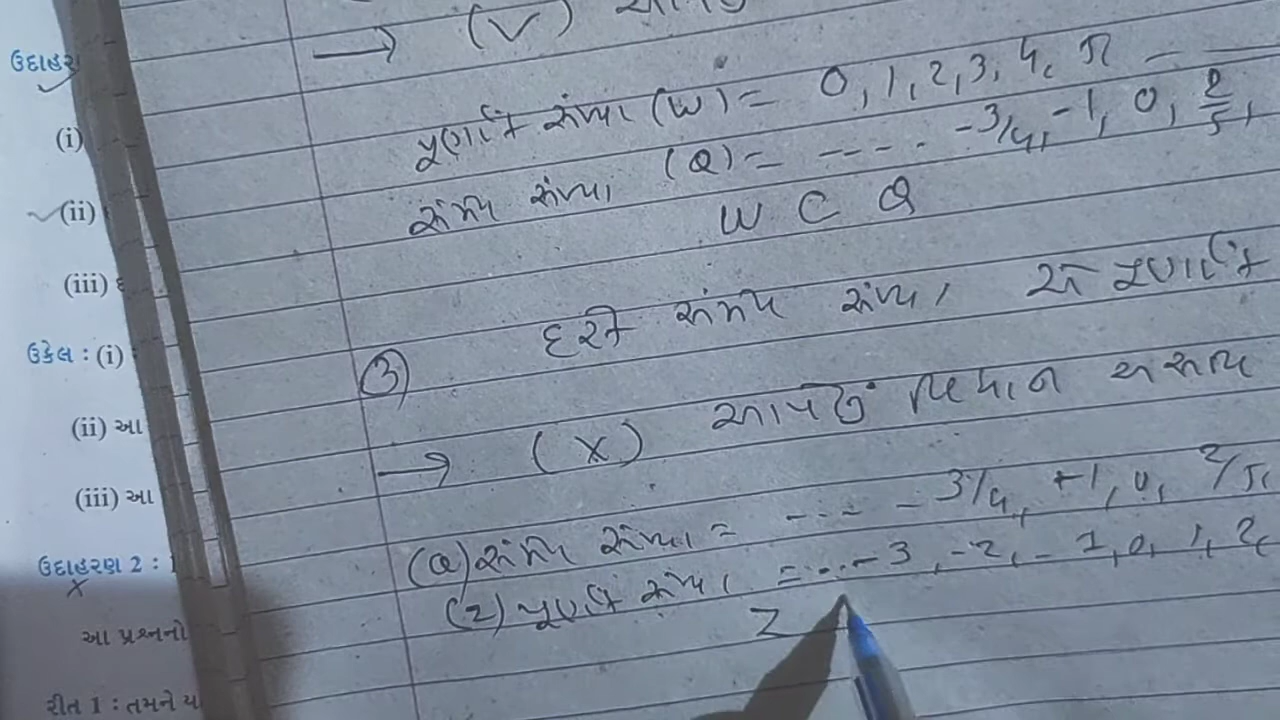 ઉદાહર
(i)
(ii)
(iii)
ઉકેલ : (i)
(ii) આ
(iii) આ
ઉદાહરણ 2 :
આ પ્રશ્નનો
રીત 1 : તમને
→ (V)
પૂર્ણાંક સંખ્યા (W) = 0, 1, 2, 3, 4, 5 — —
સંમેય સંખ્યા (Q) = ---- -3/4, -1, 0, 2/5,
W ⊂ Q
(3) દરેક સંમેય સંખ્યા એ પૂર્ણાંક
→ (X) આપેલું વિધાન અસત્ય
(Q) સંમેય સંખ્યા = ---- -3/4, +1, 0, 2/5,
(Z) પૂર્ણાંક સંખ્યા = ... -3, -2, -1, 0, 1, 2,
Z